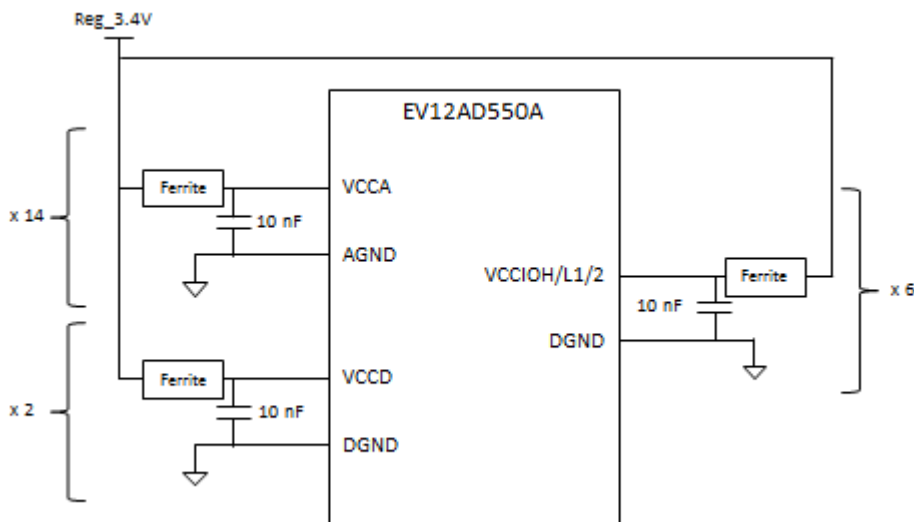 Reg_3.4V
EV12AD550A
Ferrite
VCCA
x 14
10 nF
AGND
VCCIOH/L1/2
Ferrite
x 6
10 nF
DGND
Ferrite
VCCD
x 2
10 nF
DGND